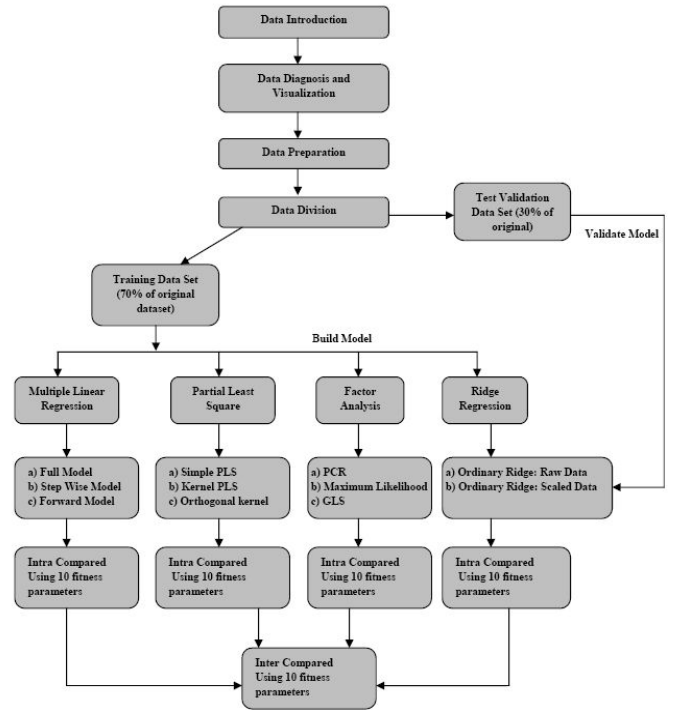 Data Introduction
Data Diagnosis and
Visualization
Data Preparation
Data Division
Test Validation
Data Set (30% of
original)
Validate Model
Training Data Set
(70% of original
dataset)
Build Model
Multiple Linear
Regression
Partial Least
Square
Factor
Analysis
Ridge
Regression
a) Full Model
b) Step Wise Model
c) Forward Model
a) Simple PLS
b) Kernel PLS
c) Orthogonal kernel
a) PCR
b) Maximum Likelihood
c) GLS
a) Ordinary Ridge: Raw Data
b) Ordinary Ridge: Scaled Data
Intra Compared
Using 10 fitness
parameters
Intra Compared
Using 10 fitness
parameters
Intra Compared
Using 10 fitness
parameters
Intra Compared
Using 10 fitness
parameters
Inter Compared
Using 10 fitness
parameters